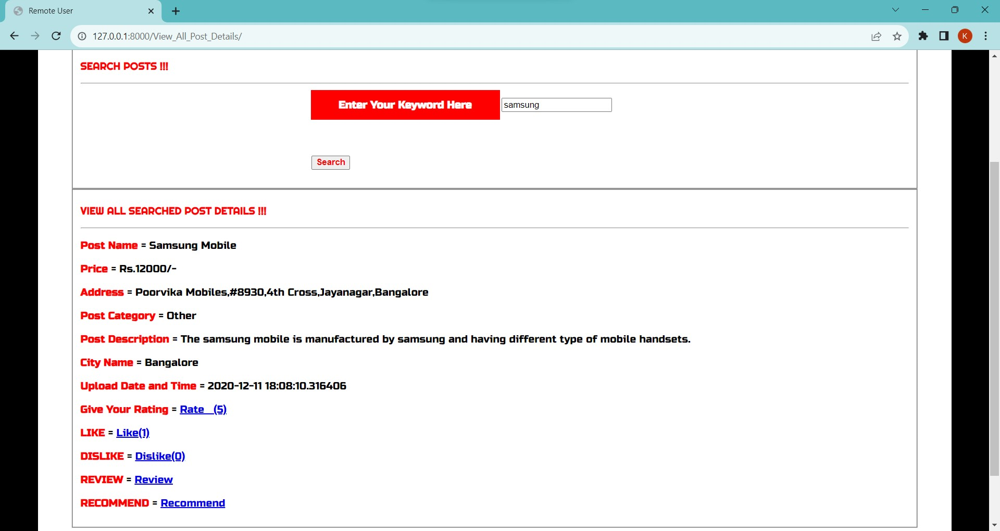 Remote User
127.0.0.1:8000/View_All_Post_Details/
K
SEARCH POSTS !!!
Enter Your Keyword Here samsung
Search
VIEW ALL SEARCHED POST DETAILS !!!
Post Name = Samsung Mobile
Price = Rs.12000/-
Address = Poorvika Mobiles,#8930,4th Cross,Jayanagar,Bangalore
Post Category = Other
Post Description = The samsung mobile is manufactured by samsung and having different type of mobile handsets.
City Name = Bangalore
Upload Date and Time = 2020-12-11 18:08:10.316406
Give Your Rating = Rate (5)
LIKE = Like(1)
DISLIKE = Dislike(0)
REVIEW = Review
RECOMMEND = Recommend